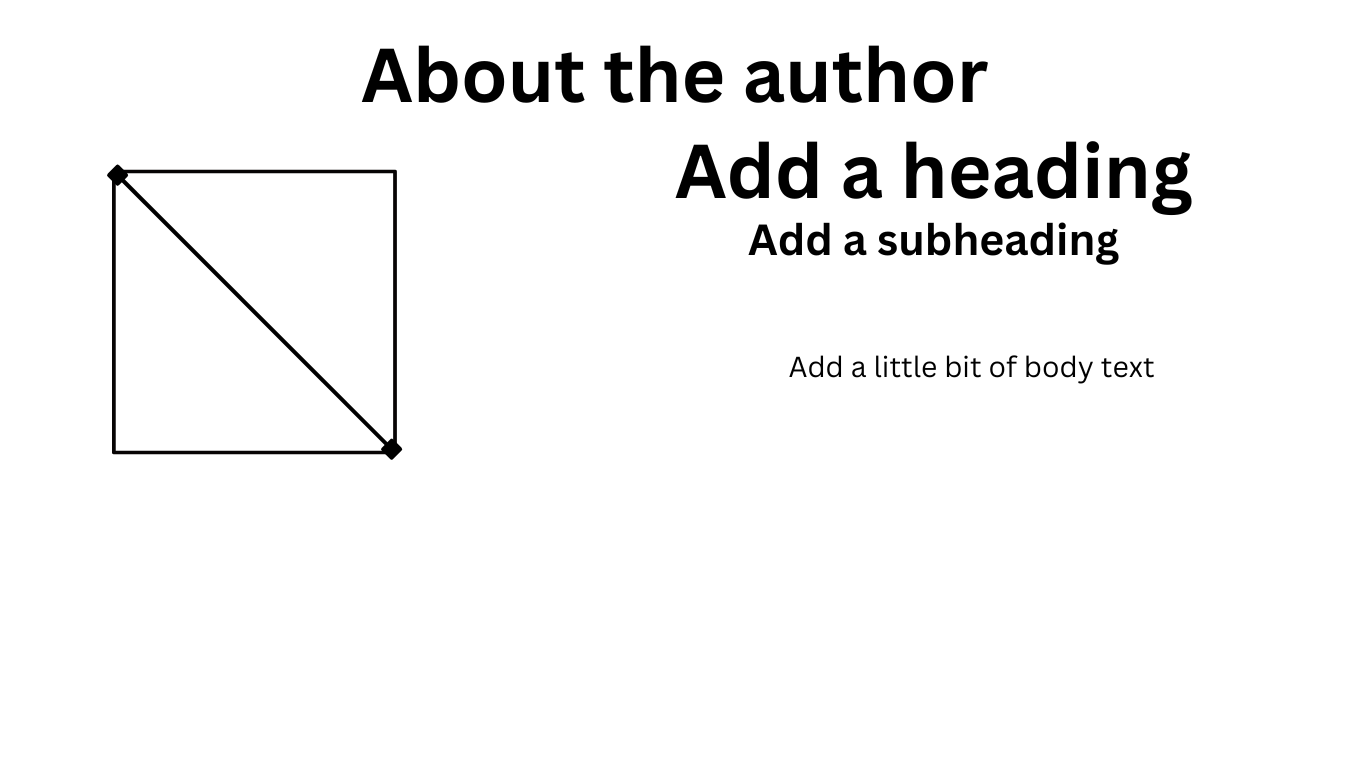 About the author
Add a heading
Add a subheading
Add a little bit of body text